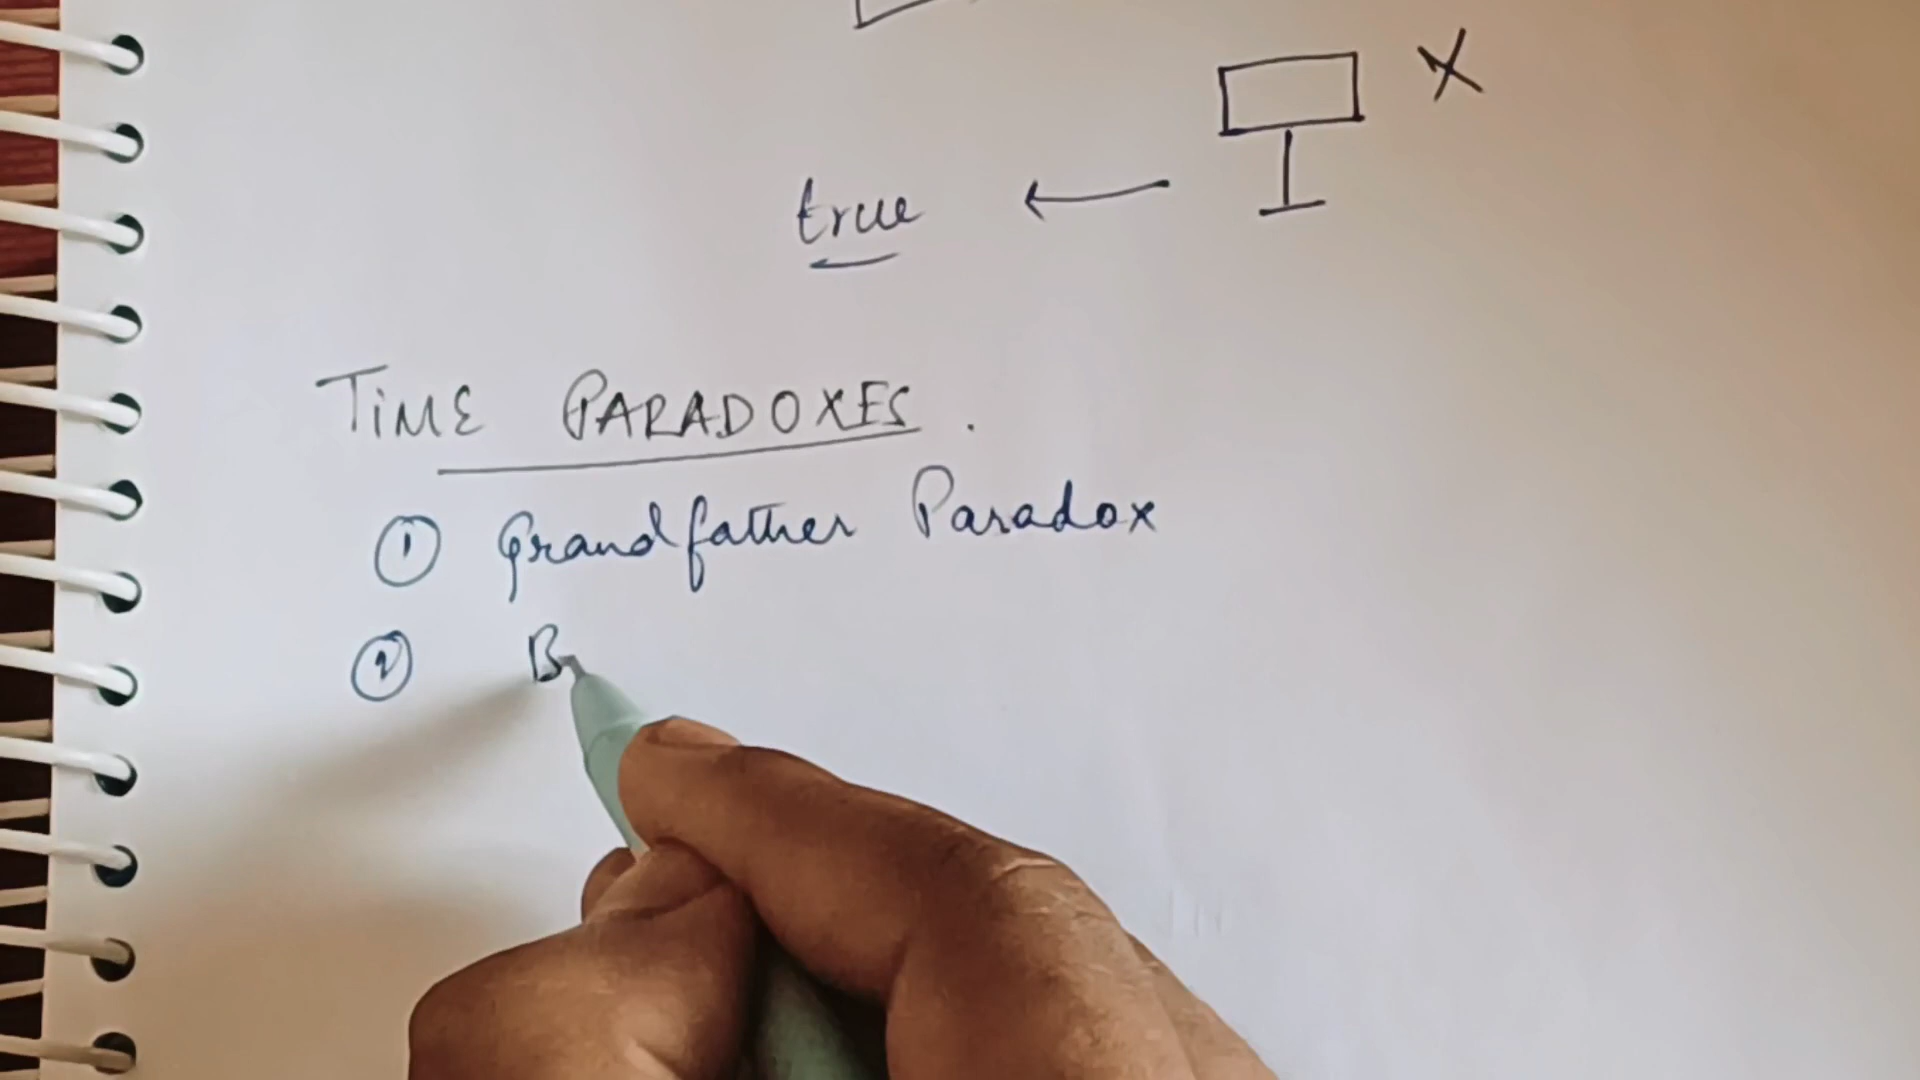 X
true
TiME PARADOXES.
① Grandfather Paradox
② B